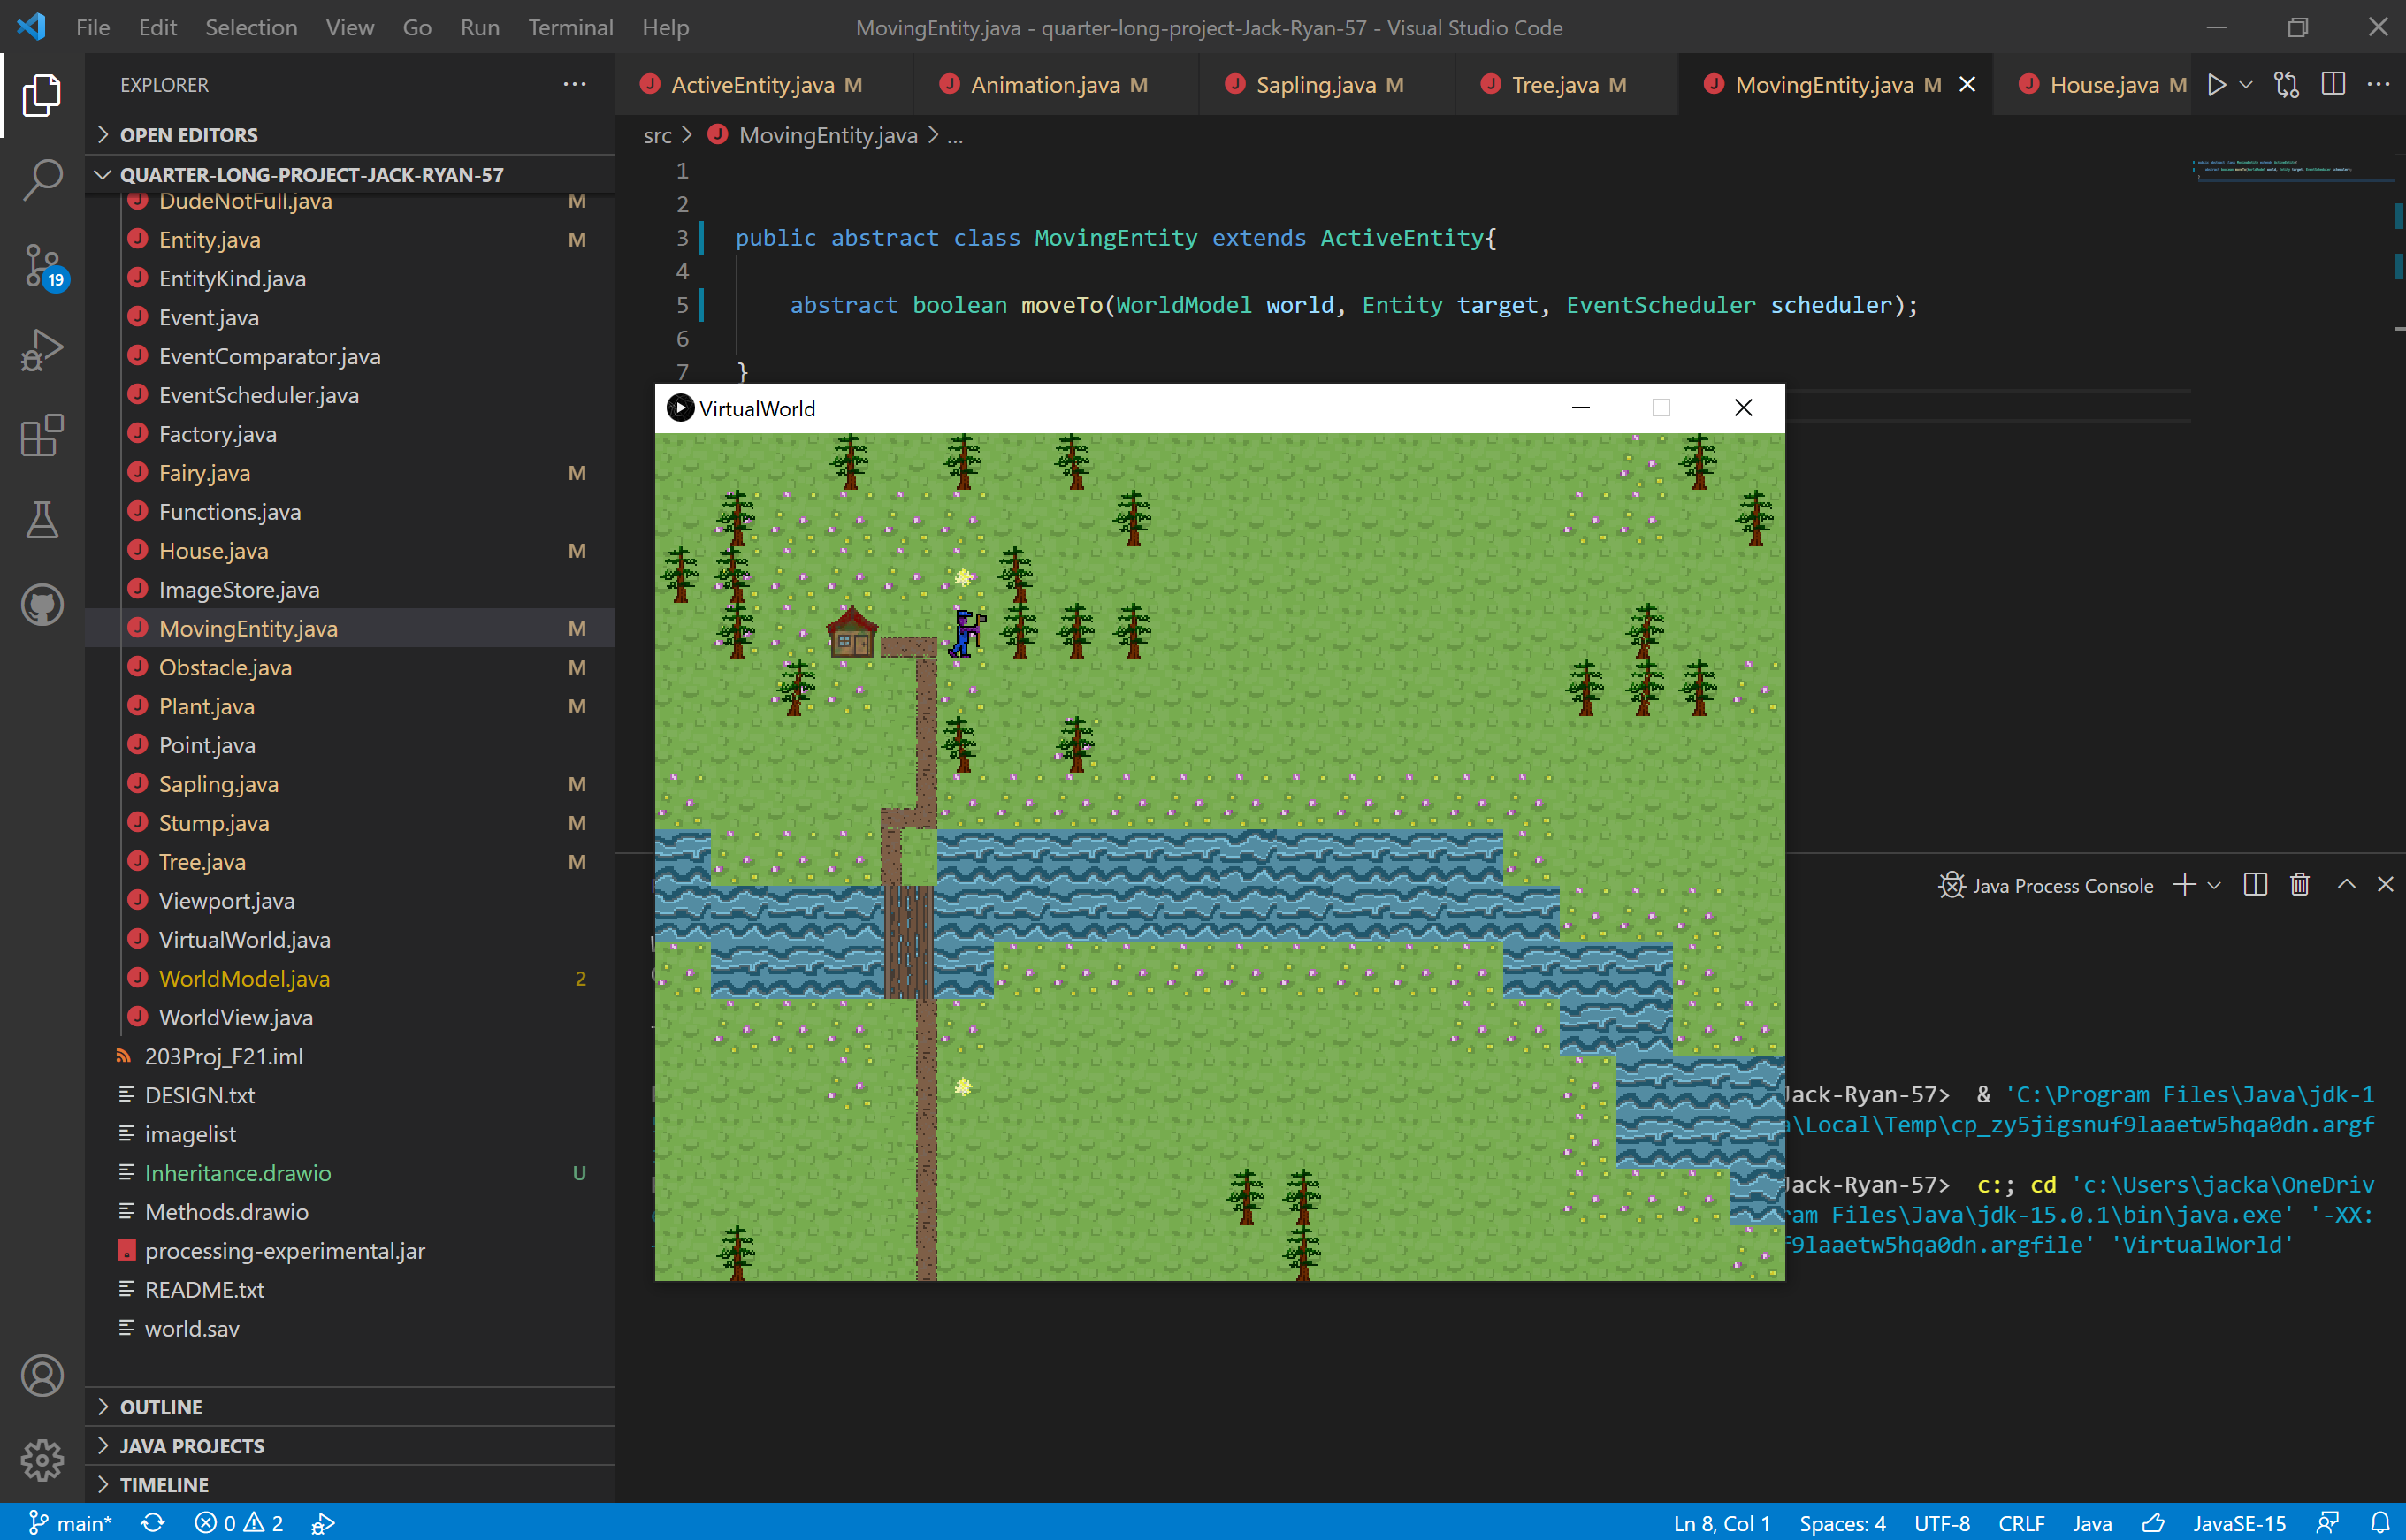 File Edit Selection View Go Run Terminal Help
MovingEntity.java - quarter-long-project-Jack-Ryan-57 - Visual Studio Code
EXPLORER
OPEN EDITORS
QUARTER-LONG-PROJECT-JACK-RYAN-57
DudeNotFull.java M
Entity.java M
EntityKind.java
Event.java
EventComparator.java
EventScheduler.java
Factory.java
Fairy.java M
Functions.java
House.java M
ImageStore.java
MovingEntity.java M
Obstacle.java M
Plant.java M
Point.java
Sapling.java M
Stump.java M
Tree.java M
Viewport.java
VirtualWorld.java
WorldModel.java 2
WorldView.java
203Proj_F21.iml
DESIGN.txt
imagelist
Inheritance.drawio U
Methods.drawio
processing-experimental.jar
README.txt
world.sav
OUTLINE
JAVA PROJECTS
TIMELINE
19
ActiveEntity.java M Animation.java M Sapling.java M Tree.java M MovingEntity.java M House.java M
src > MovingEntity.java > ...
1
2
3 public abstract class MovingEntity extends ActiveEntity{
4
5 abstract boolean moveTo(WorldModel world, Entity target, EventScheduler scheduler);
6
7 }
VirtualWorld
Java Process Console
Jack-Ryan-57> & 'C:\Program Files\Java\jdk-1
a\Local\Temp\cp_zy5jigsnuf9laaetw5hqa0dn.argf
Jack-Ryan-57> c:; cd 'c:\Users\jacka\OneDriv
ram Files\Java\jdk-15.0.1\bin\java.exe' '-XX:
f9laaetw5hqa0dn.argfile' 'VirtualWorld'
main* 0 2
Ln 8, Col 1 Spaces: 4 UTF-8 CRLF Java JavaSE-15